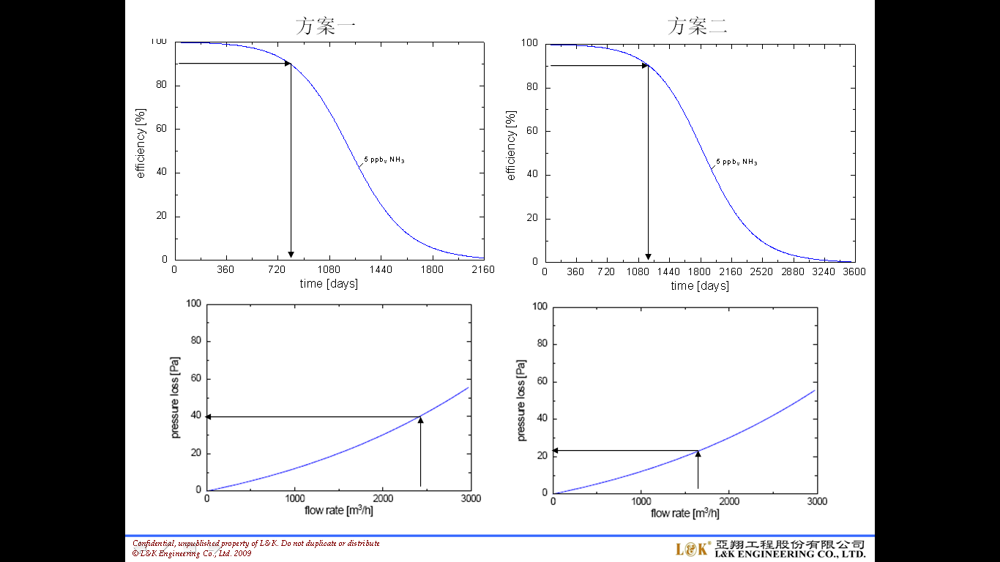 方案一
方案二
100
80
60
40
20
0
efficiency [%]
5 ppbv NH3
0 360 720 1080 1440 1800 2160
time [days]
100
80
60
40
20
0
efficiency [%]
5 ppbv NH3
0 360 720 1080 1440 1800 2160 2520 2880 3240 3600
time [days]
100
80
60
40
20
0
pressure loss [Pa]
0 1000 2000 3000
flow rate [m³/h]
100
80
60
40
20
0
pressure loss [Pa]
0 1000 2000 3000
flow rate [m³/h]
Confidential, unpublished property of L&K. Do not duplicate or distribute
© L&K Engineering Co., Ltd. 2009
L&K® 亞翔工程股份有限公司
L&K ENGINEERING CO., LTD.